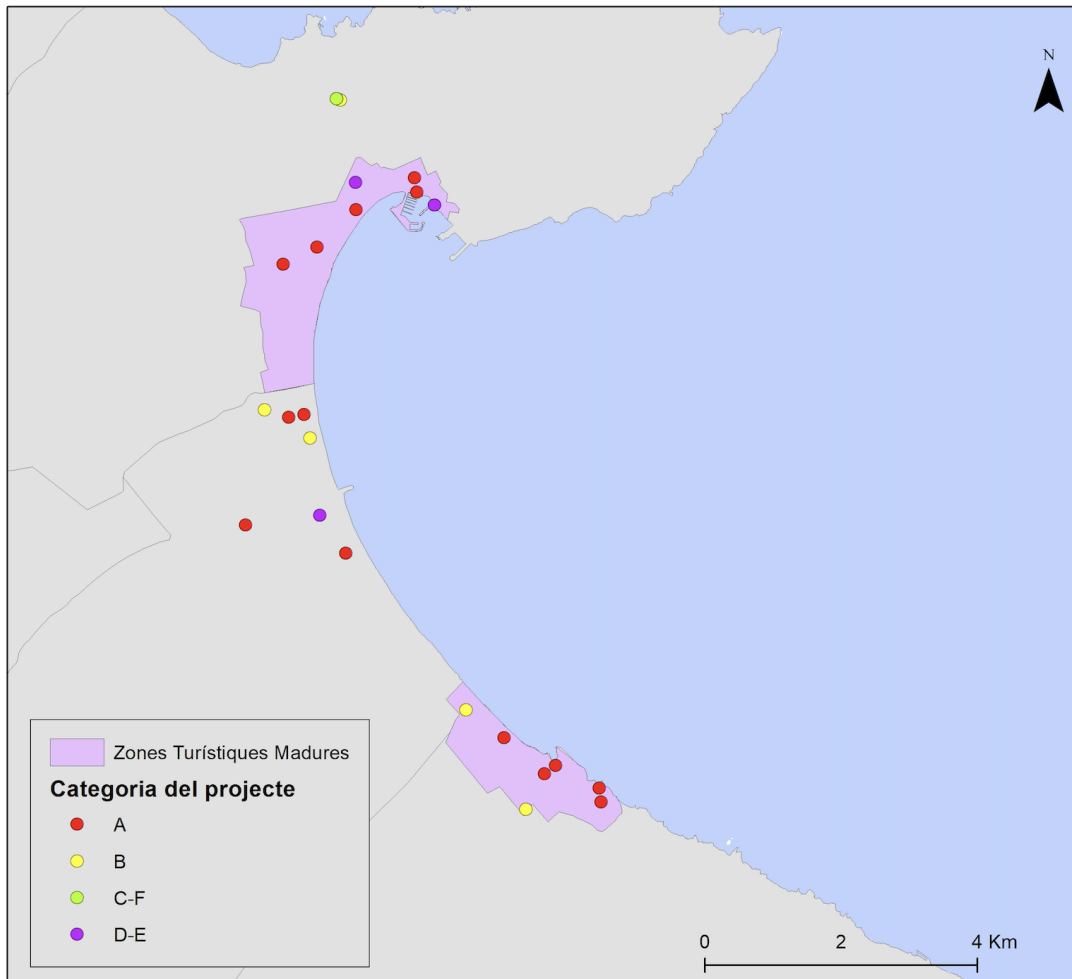 N
Zones Turístiques Madures
Categoria del projecte
A
B
C-F
D-E
0 2 4 Km